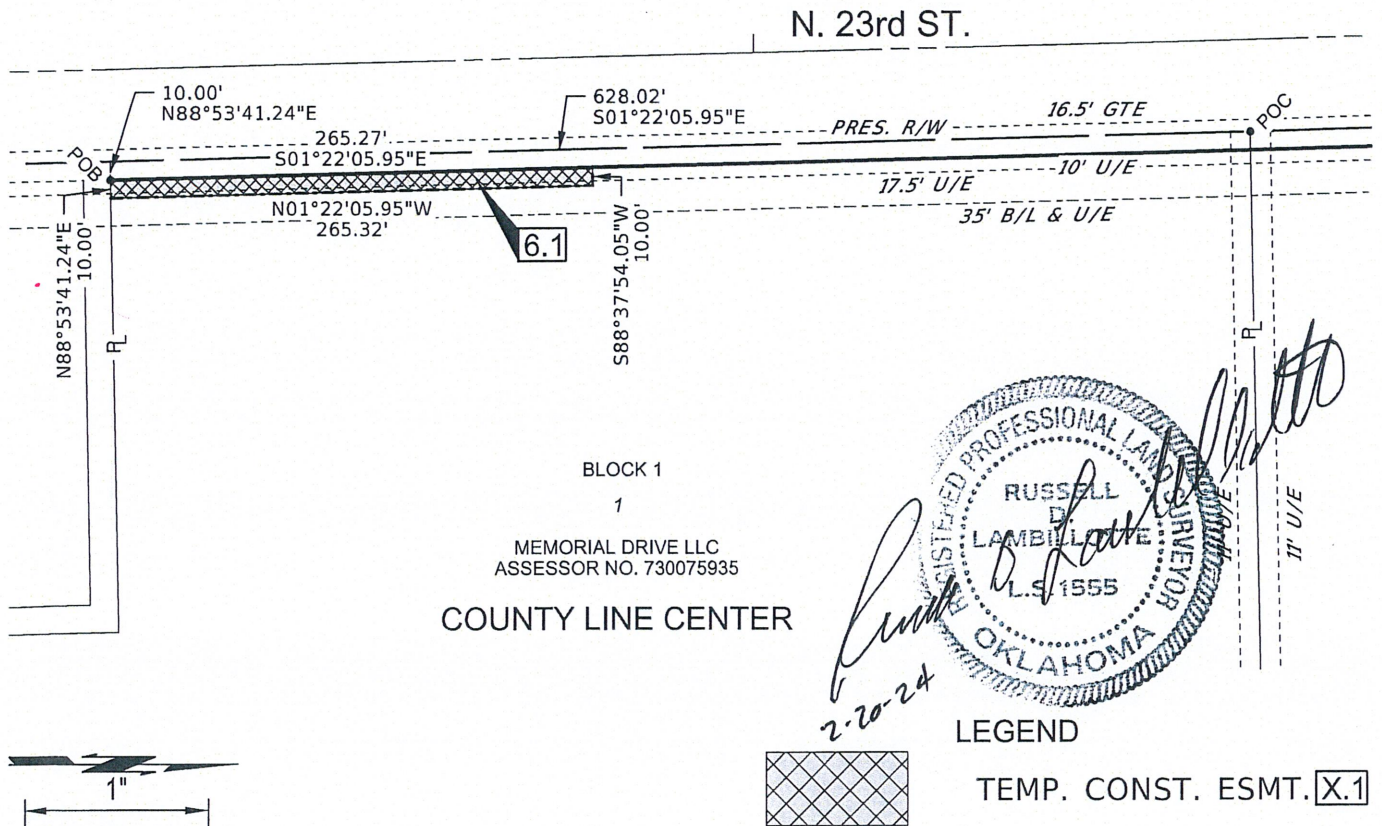 N. 23rd ST.
10.00'
N88°53'41.24"E
628.02'
S01°22'05.95"E
16.5' GTE
POC
PRES. R/W
265.27'
S01°22'05.95"E
POB
10' U/E
17.5' U/E
35' B/L & U/E
N01°22'05.95"W
265.32'
6.1
N88°53'41.24"E
10.00'
S88°37'54.05"W
10.00'
PL
PL
BLOCK 1
1
MEMORIAL DRIVE LLC
ASSESSOR NO. 730075935
COUNTY LINE CENTER
REGISTERED PROFESSIONAL LAND SURVEYOR
RUSSELL
D.
LAMBILLOTTE
L.S. 1555
OKLAHOMA
11' U/E
11' U/E
2-20-24
LEGEND
TEMP. CONST. ESMT. X.1
1"